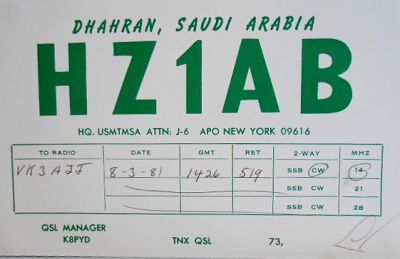 DHAHRAN, SAUDI ARABIA
HZ1AB
HQ. USMTMSA ATTN: J-6 APO NEW YORK 09616
TO RADIO DATE GMT RST 2-WAY MHZ
VK3AJJ 8-3-81 1426 519 SSB CW 14
SSB CW 21
SSB CW 28
QSL MANAGER
K8PYD TNX QSL 73,